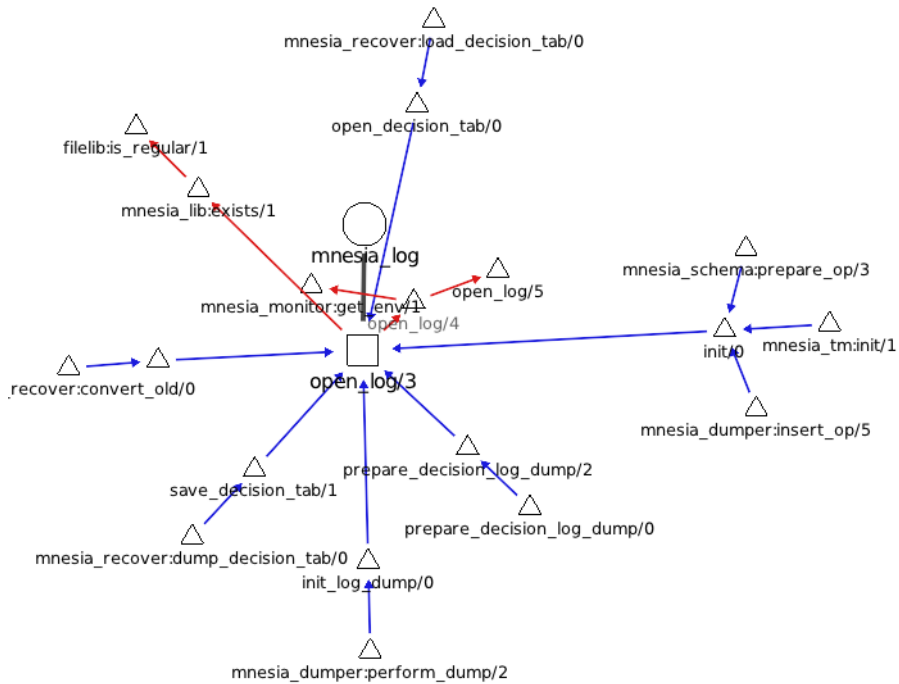 mnesia_recover:load_decision_tab/0
open_decision_tab/0
filelib:is_regular/1
mnesia_lib:exists/1
mnesia_log
mnesia_schema:prepare_op/3
open_log/5
mnesia_monitor:get_env/1
open_log/4
init/0
mnesia_tm:init/1
open_log/3
_recover:convert_old/0
mnesia_dumper:insert_op/5
prepare_decision_log_dump/2
save_decision_tab/1
prepare_decision_log_dump/0
mnesia_recover:dump_decision_tab/0
init_log_dump/0
mnesia_dumper:perform_dump/2